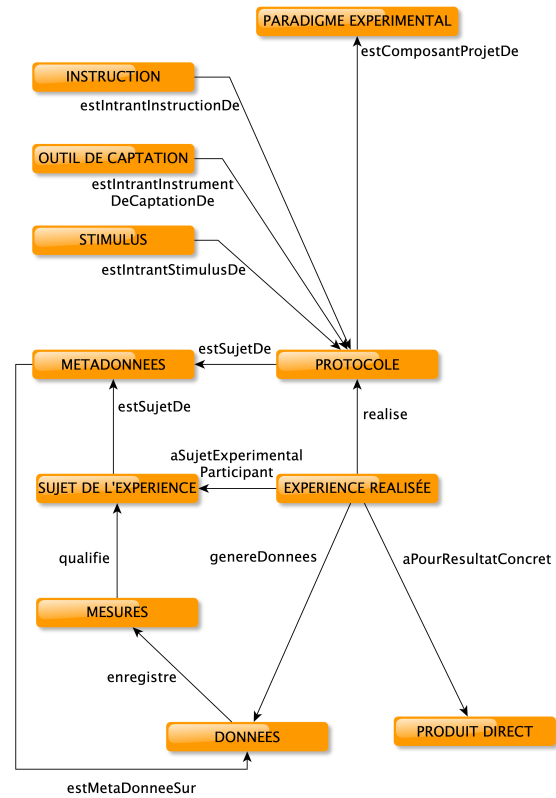 PARADIGME EXPERIMENTAL
estComposantProjetDe
INSTRUCTION
estIntrantInstructionDe
OUTIL DE CAPTATION
estIntrantInstrument
DeCaptationDe
STIMULUS
estIntrantStimulusDe
estSujetDe
METADONNEES
PROTOCOLE
estSujetDe
realise
aSujetExperimental
Participant
SUJET DE L'EXPERIENCE
EXPERIENCE REALISÉE
qualifie
genereDonnees
aPourResultatConcret
MESURES
enregistre
DONNEES
PRODUIT DIRECT
estMetaDonneeSur